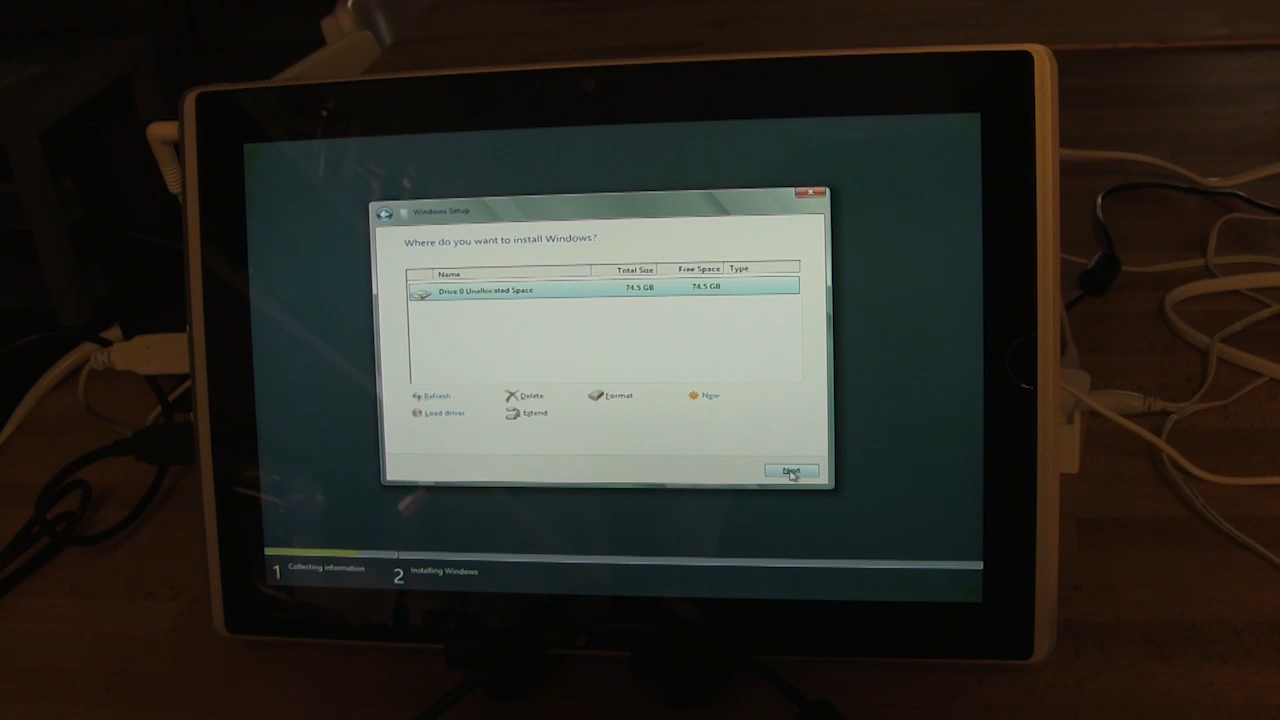 Windows Setup
Where do you want to install Windows?
Name Total Size Free Space Type
Drive 0 Unallocated Space 74.5 GB 74.5 GB
Refresh Delete Format New
Load driver Extend
Next
1 Collecting information 2 Installing Windows